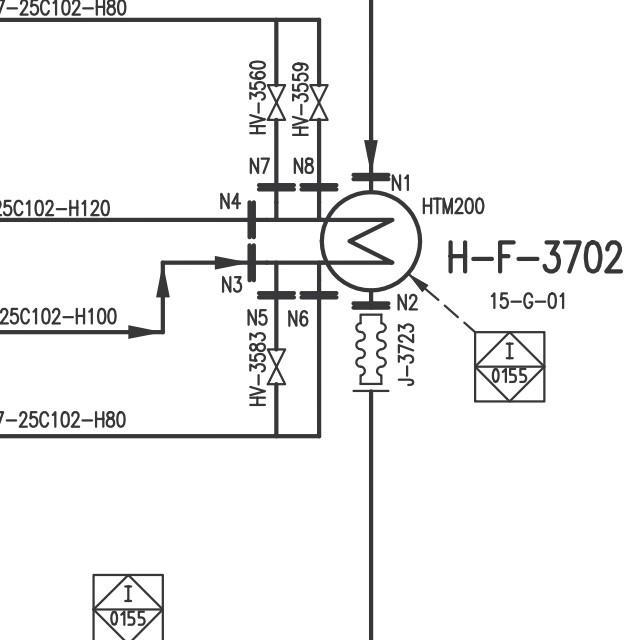 7-25C102-H80
HV-3560
HV-3559
N7
N8
N1
N4
HTM200
25C102-H120
H-F-3702
N3
N2
15-G-01
25C102-H100
N5
N6
HV-3583
J-3723
I
0155
7-25C102-H80
I
0155